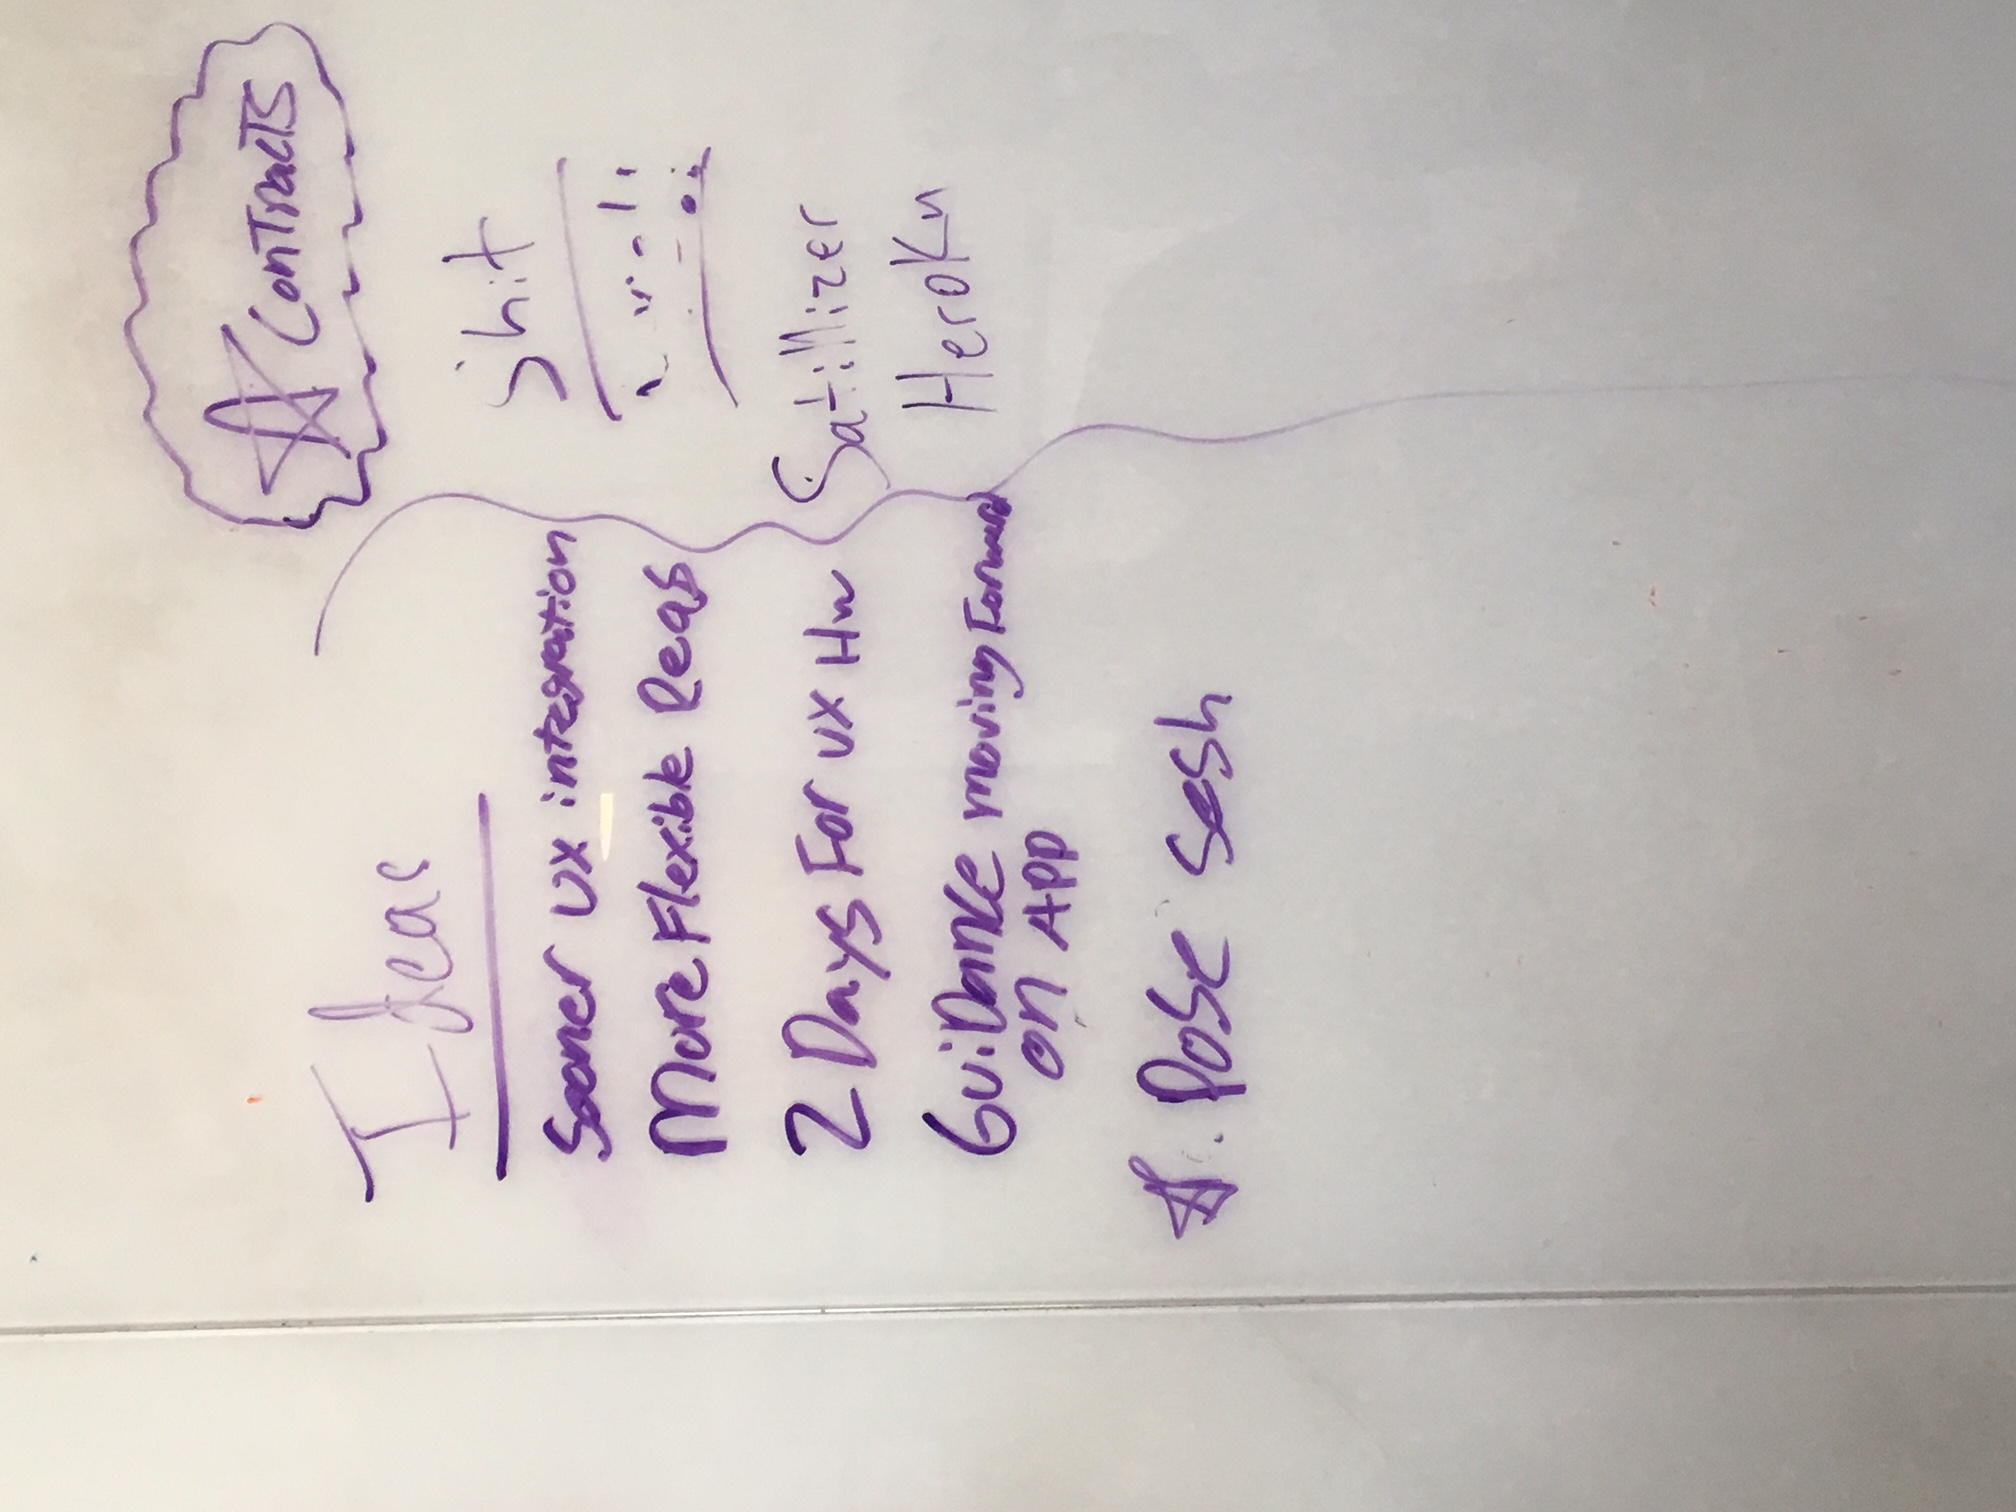 Ideas
Sooner UX integration
More Flexible Reqs
2 Days For UX Hw
GuiDance moving Forward
on APP
Pose sesh
ConTracTS
shit
Satillizer
HeroKu